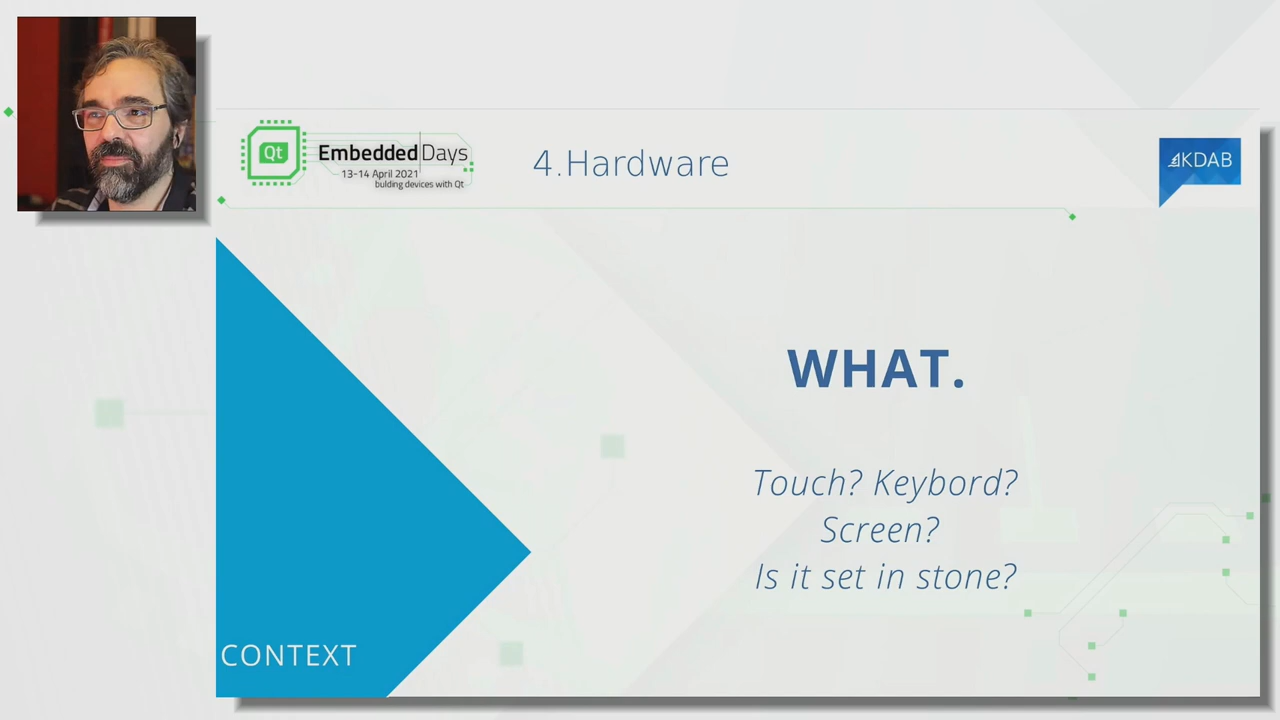 Qt
Embedded Days
13-14 April 2021
bulding devices with Qt
4.Hardware
KDAB
WHAT.
Touch? Keybord?
Screen?
Is it set in stone?
CONTEXT